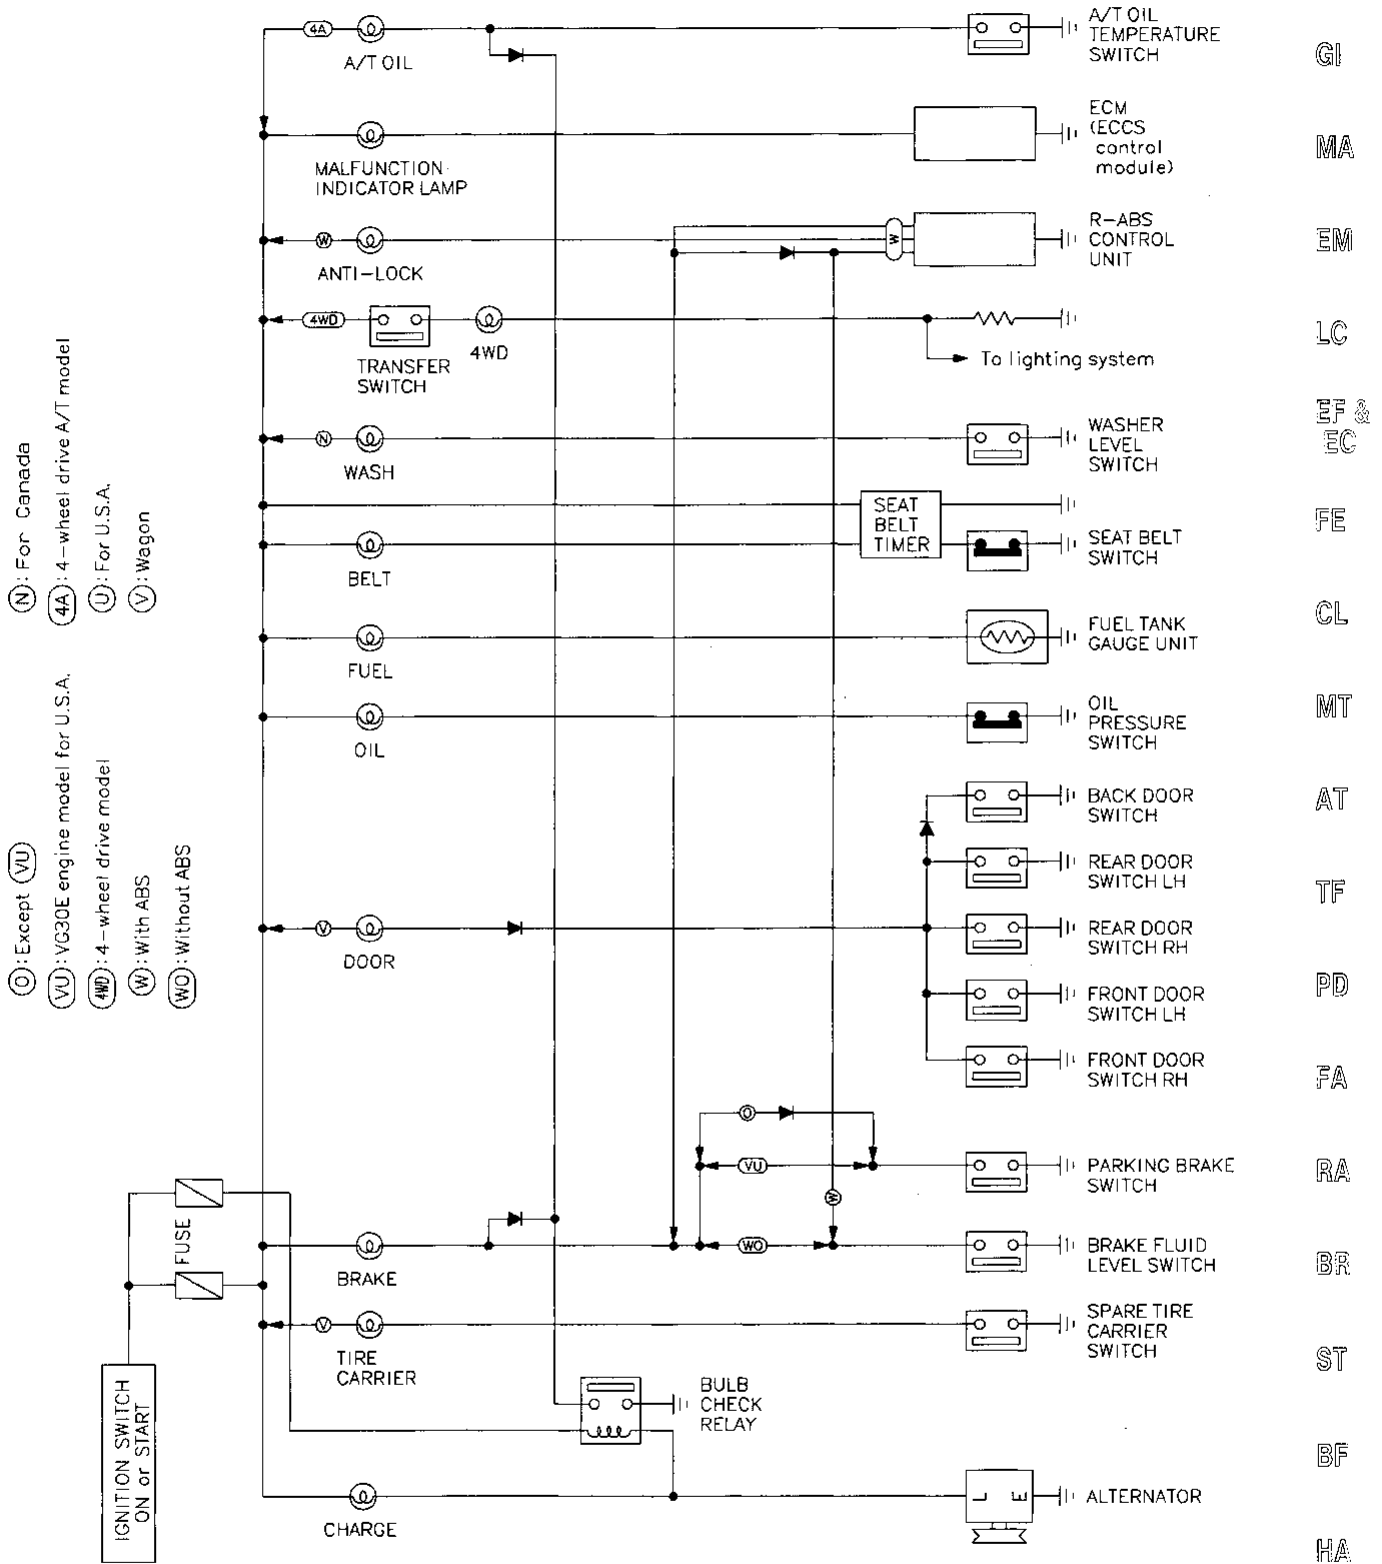 4A
A/T OIL
A/T OIL
TEMPERATURE
SWITCH
MALFUNCTION
INDICATOR LAMP
ECM
(ECCS
control
module)
W
ANTI-LOCK
W
R-ABS
CONTROL
UNIT
4WD
TRANSFER
SWITCH
4WD
To lighting system
N
WASH
WASHER
LEVEL
SWITCH
SEAT
BELT
TIMER
BELT
SEAT BELT
SWITCH
FUEL
FUEL TANK
GAUGE UNIT
OIL
OIL
PRESSURE
SWITCH
BACK DOOR
SWITCH
REAR DOOR
SWITCH LH
V
DOOR
REAR DOOR
SWITCH RH
FRONT DOOR
SWITCH LH
FRONT DOOR
SWITCH RH
O
VU
PARKING BRAKE
SWITCH
W
FUSE
BRAKE
WO
BRAKE FLUID
LEVEL SWITCH
V
TIRE
CARRIER
SPARE TIRE
CARRIER
SWITCH
BULB
CHECK
RELAY
IGNITION SWITCH
ON or START
CHARGE
L E
ALTERNATOR
N: For Canada
4A: 4-wheel drive A/T model
U: For U.S.A.
V: Wagon
O: Except VU
VU: VG30E engine model for U.S.A.
4WD: 4-wheel drive model
W: With ABS
WO: Without ABS
GI
MA
EM
LC
EF &
EC
FE
CL
MT
AT
TF
PD
FA
RA
BR
ST
BF
HA